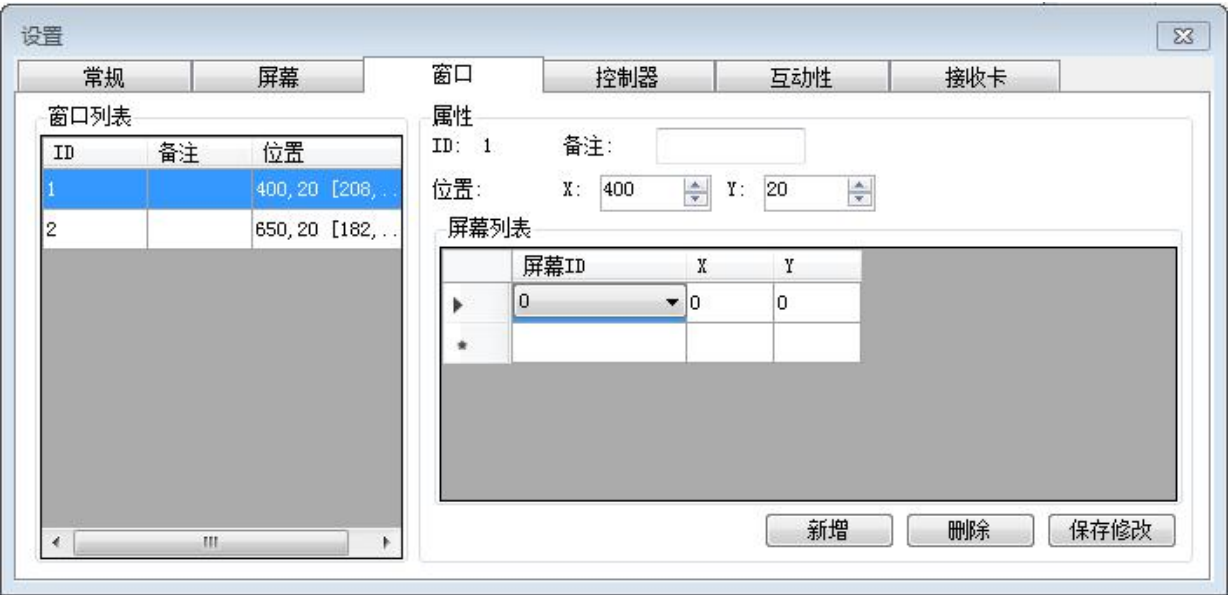 设置
常规 屏幕 窗口 控制器 互动性 接收卡
窗口列表
ID 备注 位置
1 400,20 [208,...
2 650,20 [182,...
属性
ID: 1 备注:
位置: X: 400 Y: 20
屏幕列表
屏幕ID X Y
0 0 0
*
新增 删除 保存修改